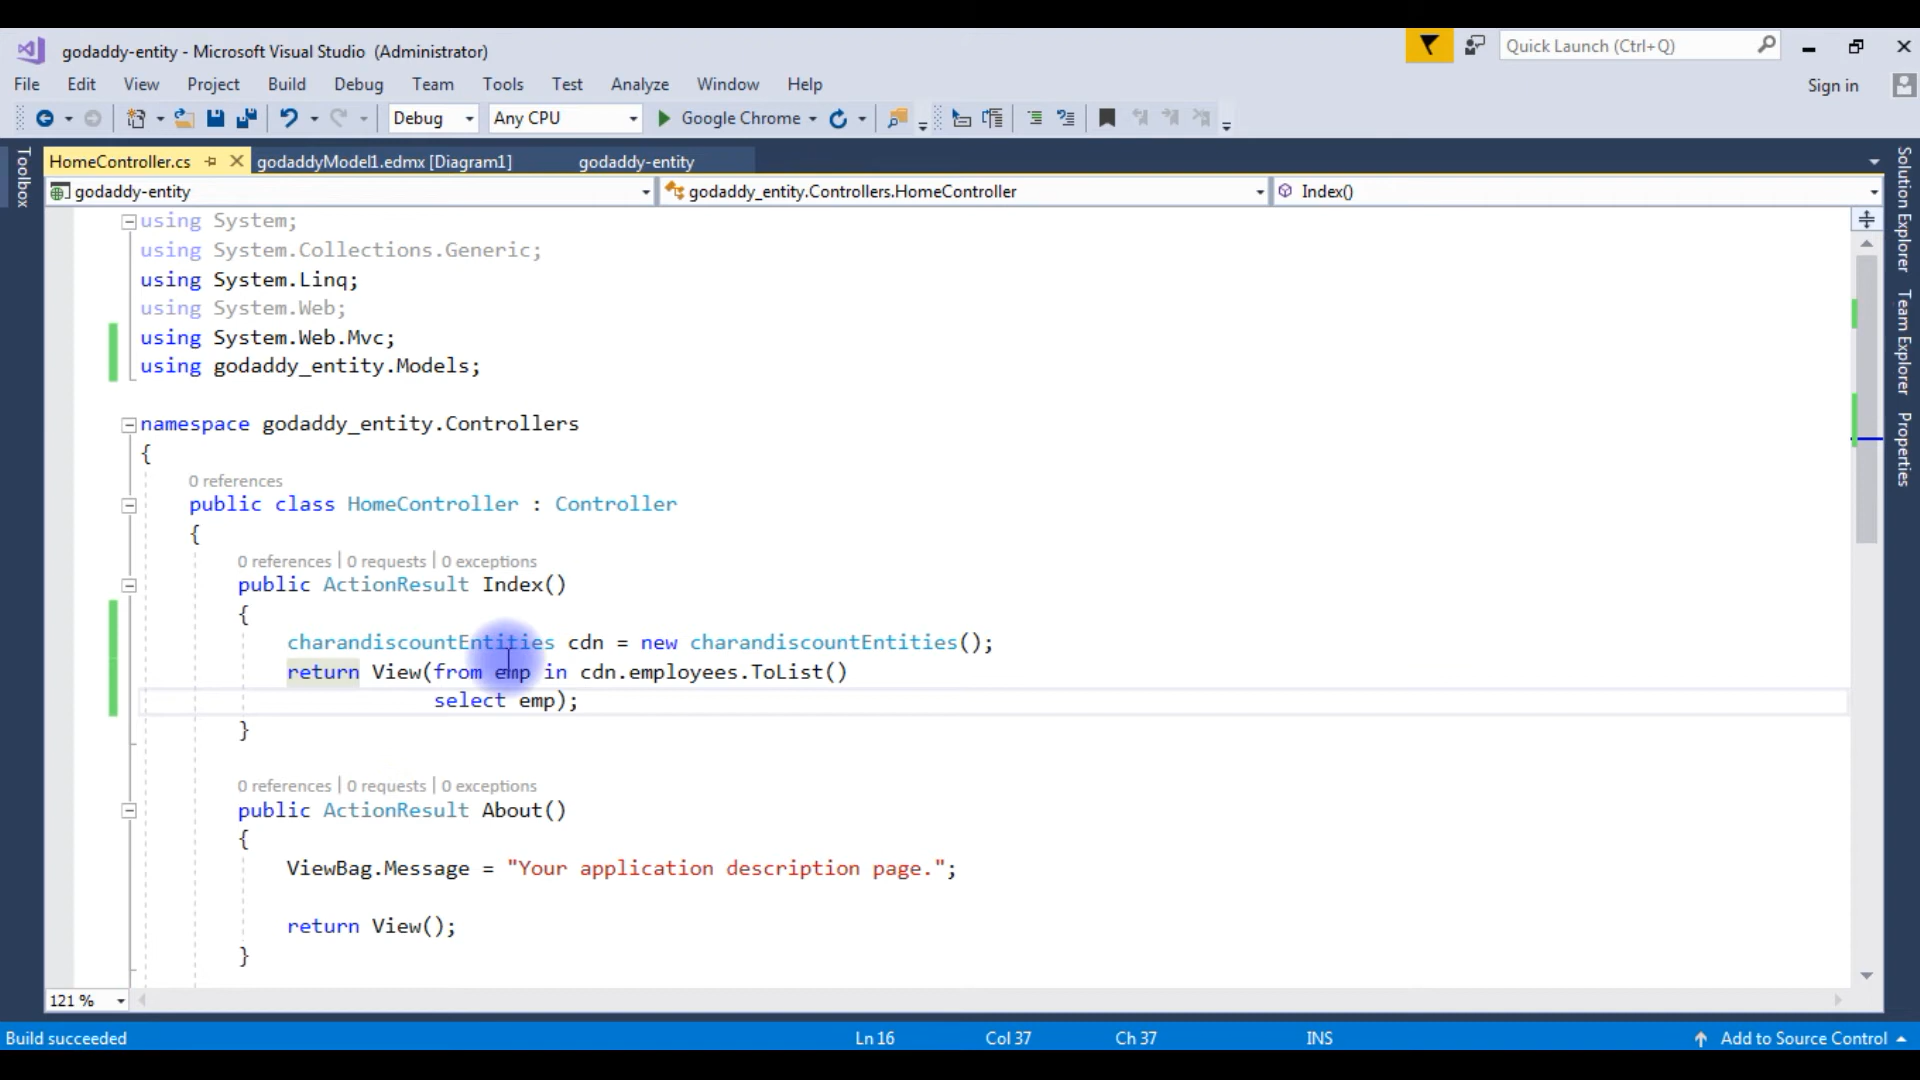 godaddy-entity - Microsoft Visual Studio (Administrator)
Quick Launch (Ctrl+Q)
File Edit View Project Build Debug Team Tools Test Analyze Window Help
Sign in
Debug Any CPU Google Chrome
Toolbox
HomeController.cs godaddyModel1.edmx [Diagram1] godaddy-entity
godaddy-entity godaddy_entity.Controllers.HomeController Index()
using System;
using System.Collections.Generic;
using System.Linq;
using System.Web;
using System.Web.Mvc;
using godaddy_entity.Models;
namespace godaddy_entity.Controllers
{
0 references
public class HomeController : Controller
{
0 references | 0 requests | 0 exceptions
public ActionResult Index()
{
charandiscountEntities cdn = new charandiscountEntities();
return View(from emp in cdn.employees.ToList()
select emp);
}
0 references | 0 requests | 0 exceptions
public ActionResult About()
{
ViewBag.Message = "Your application description page.";
return View();
}
Solution Explorer
Team Explorer
Properties
121 %
Build succeeded Ln 16 Col 37 Ch 37 INS Add to Source Control